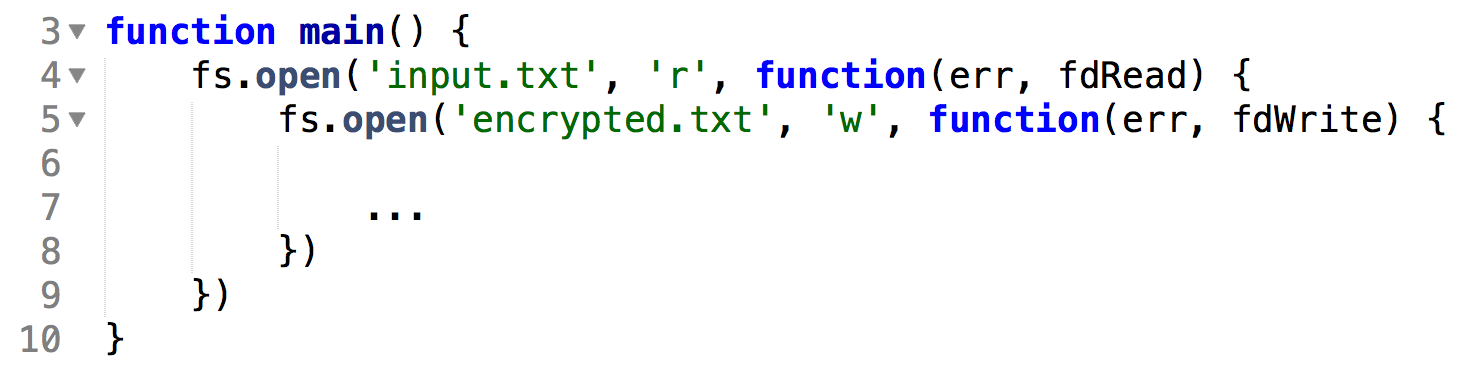 3 function main() {
4     fs.open('input.txt', 'r', function(err, fdRead) {
5         fs.open('encrypted.txt', 'w', function(err, fdWrite) {
6
7             ...
8         })
9     })
10 }